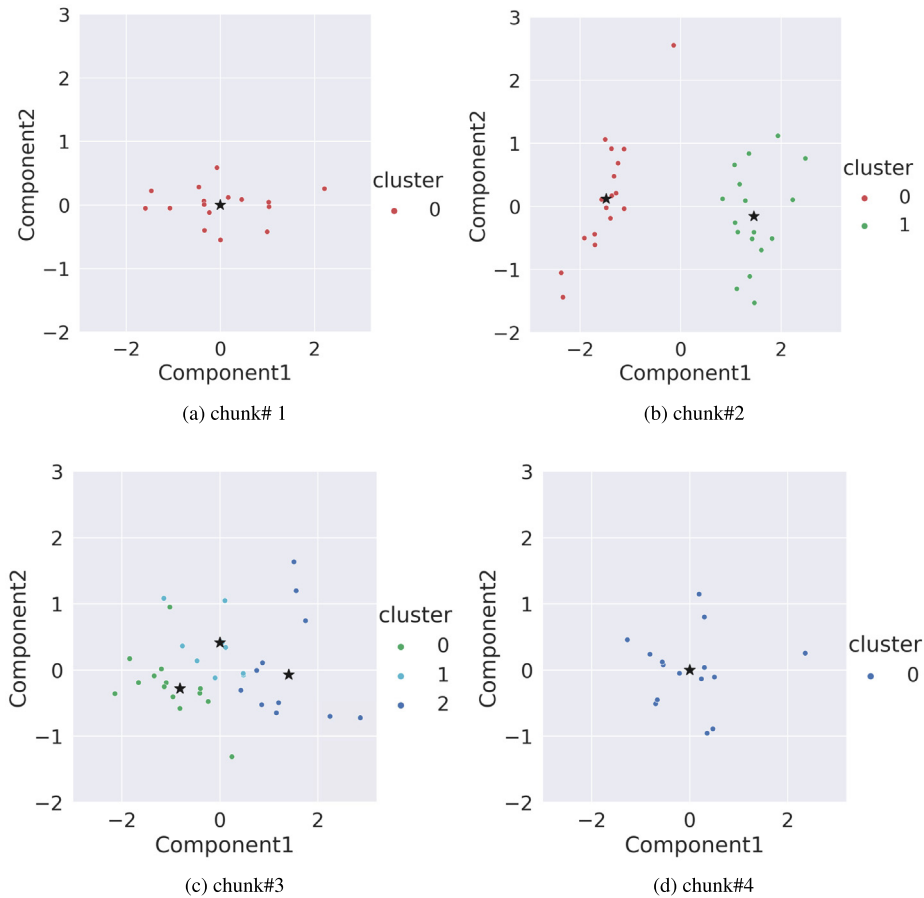 3
2
1
0
−1
−2
−2 0 2
Component2
Component1
cluster
0
(a) chunk# 1
3
2
1
0
−1
−2
−2 0 2
Component2
Component1
cluster
0
1
(b) chunk#2
3
2
1
0
−1
−2
−2 0 2
Component2
Component1
cluster
0
1
2
(c) chunk#3
3
2
1
0
−1
−2
−2 0 2
Component2
Component1
cluster
0
(d) chunk#4